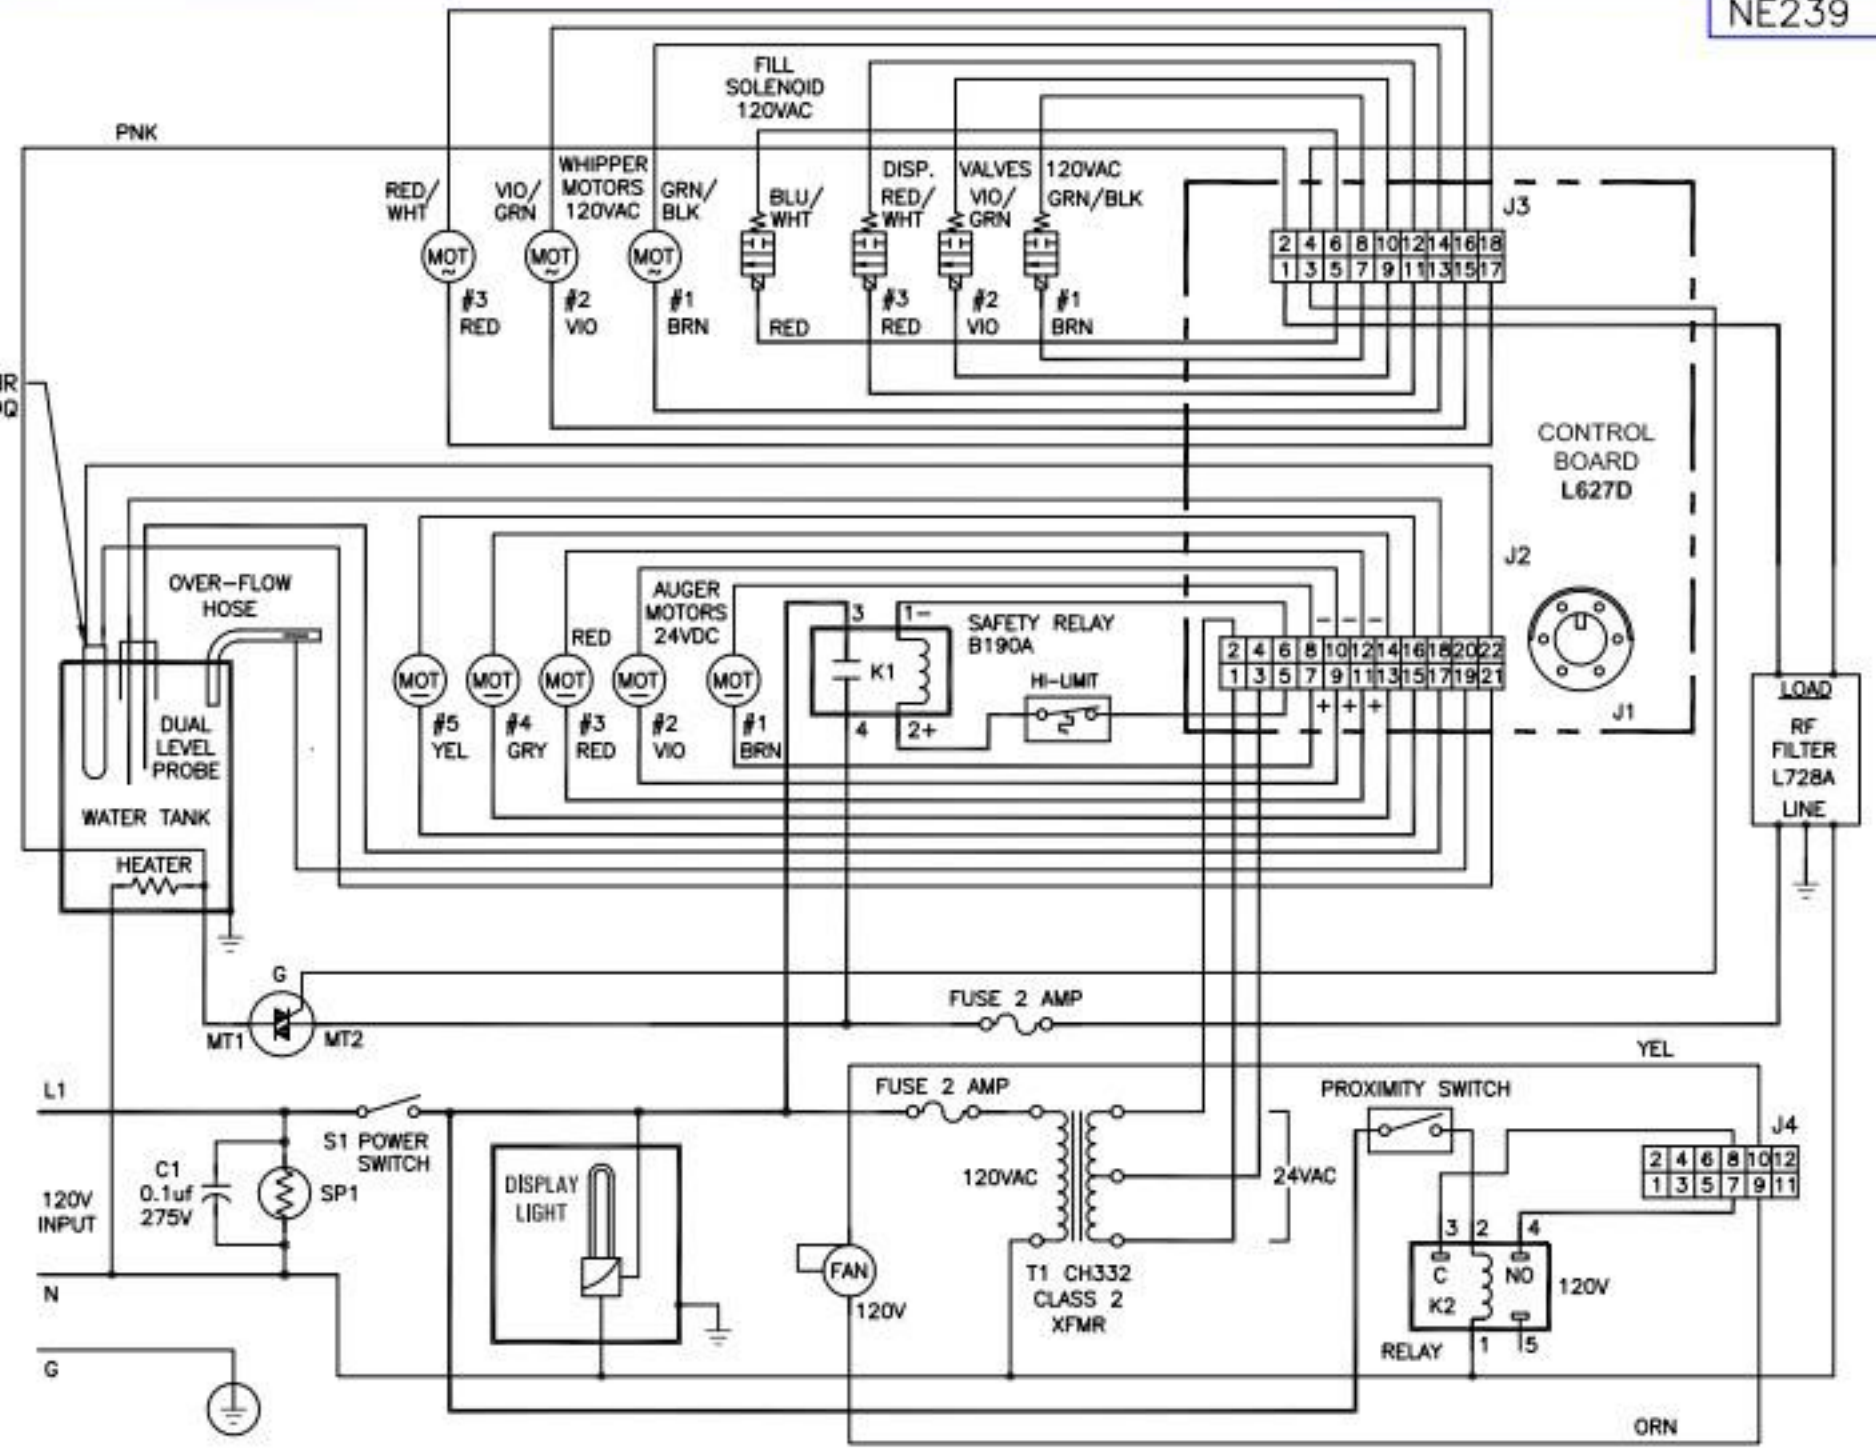 NE239
FILL
SOLENOID
120VAC
PNK
WHIPPER
MOTORS
120VAC
RED/
WHT
VIO/
GRN
GRN/
BLK
BLU/
WHT
DISP. VALVES 120VAC
RED/
WHT
VIO/
GRN
GRN/BLK
J3
MOT
MOT
MOT
2 4 6 8 10 12 14 16 18
1 3 5 7 9 11 13 15 17
#3
RED
#2
VIO
#1
BRN
RED
#3
RED
#2
VIO
#1
BRN
CONTROL
BOARD
L627D
J2
OVER-FLOW
HOSE
AUGER
MOTORS
24VDC
RED
3
1-
SAFETY RELAY
B190A
K1
HI-LIMIT
4
2+
- - -
2 4 6 8 10 12 14 16 18 20 22
1 3 5 7 9 11 13 15 17 19 21
+ + +
J1
MOT
MOT
MOT
MOT
MOT
#5
YEL
#4
GRY
#3
RED
#2
VIO
#1
BRN
DUAL
LEVEL
PROBE
WATER TANK
HEATER
LOAD
RF
FILTER
L728A
LINE
G
MT1
MT2
FUSE 2 AMP
YEL
L1
S1 POWER
SWITCH
FUSE 2 AMP
PROXIMITY SWITCH
J4
C1
0.1uf
275V
SP1
120V
INPUT
DISPLAY
LIGHT
120VAC
24VAC
2 4 6 8 10 12
1 3 5 7 9 11
3 2 4
C
NO
K2
120V
1 5
RELAY
FAN
120V
T1 CH332
CLASS 2
XFMR
N
G
ORN